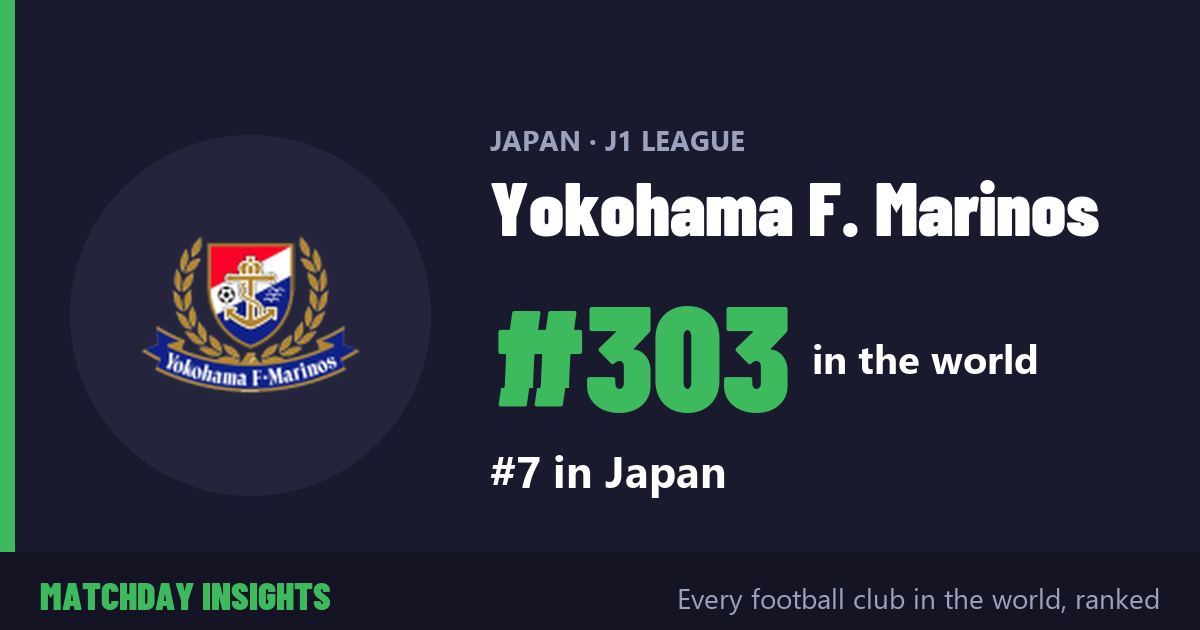 JAPAN · J1 LEAGUE
Yokohama F. Marinos
#303 in the world
#7 in Japan
Yokohama F·Marinos
MATCHDAY INSIGHTS
Every football club in the world, ranked